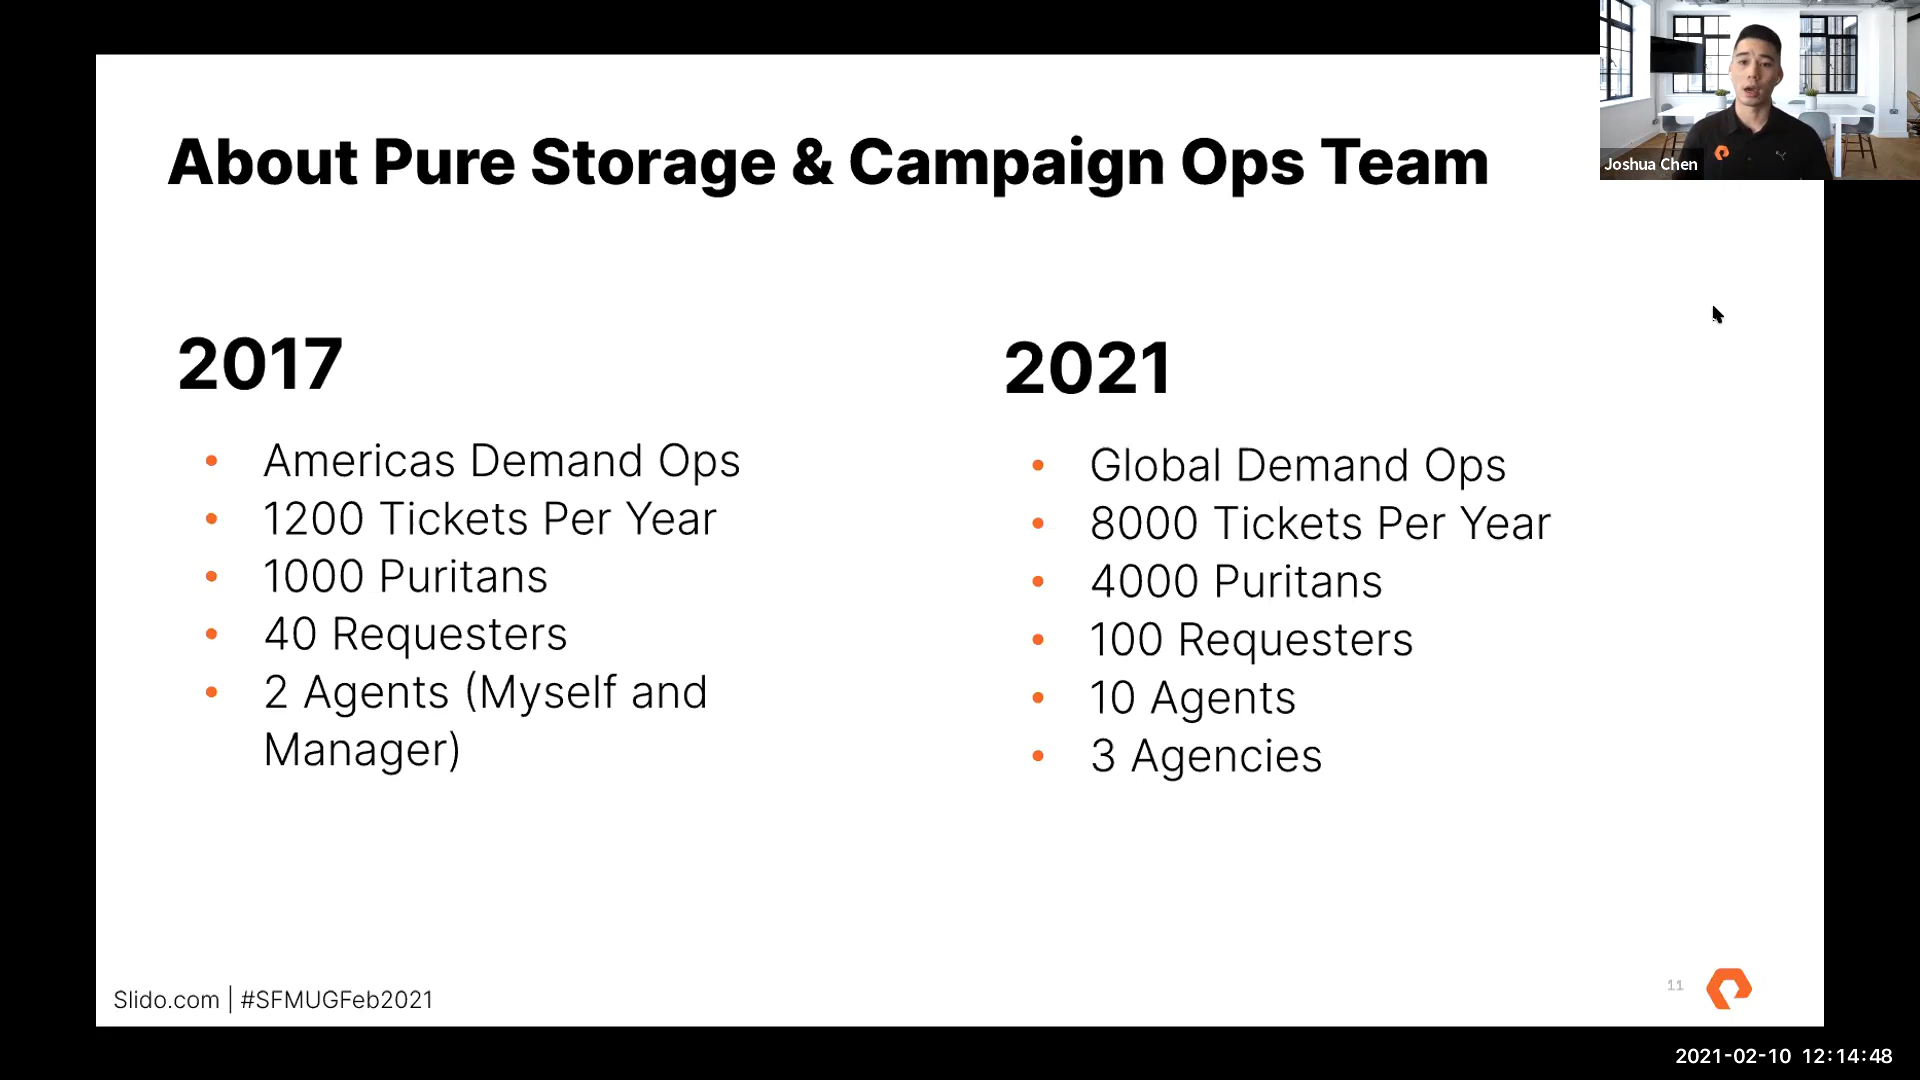 About Pure Storage & Campaign Ops Team
Joshua Chen
2017
• Americas Demand Ops
• 1200 Tickets Per Year
• 1000 Puritans
• 40 Requesters
• 2 Agents (Myself and
Manager)
2021
• Global Demand Ops
• 8000 Tickets Per Year
• 4000 Puritans
• 100 Requesters
• 10 Agents
• 3 Agencies
Slido.com | #SFMUGFeb2021
11
2021-02-10 12:14:48